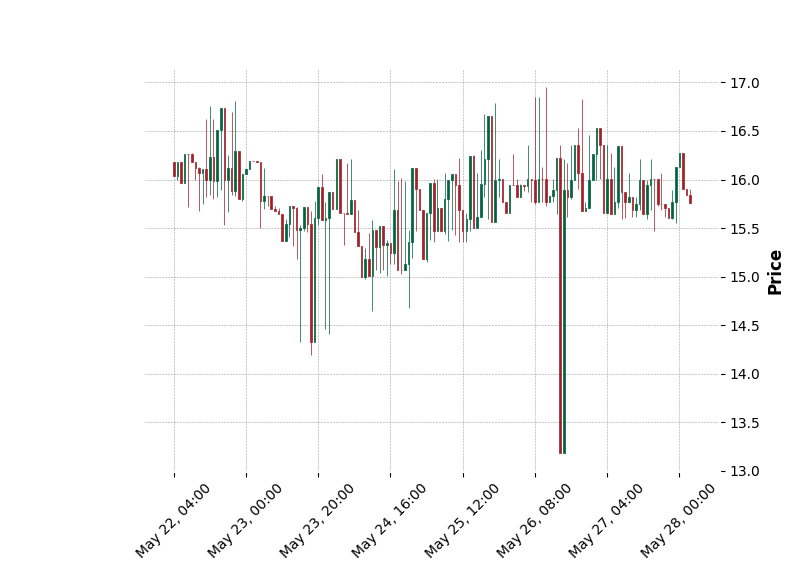 17.0
16.5
16.0
15.5
15.0
14.5
14.0
13.5
13.0
Price
May 22, 04:00
May 23, 00:00
May 23, 20:00
May 24, 16:00
May 25, 12:00
May 26, 08:00
May 27, 04:00
May 28, 00:00